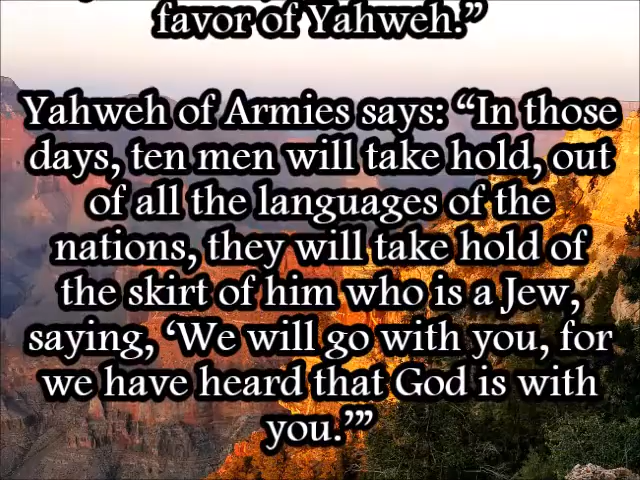 favor of Yahweh.”
Yahweh of Armies says: “In those
days, ten men will take hold, out
of all the languages of the
nations, they will take hold of
the skirt of him who is a Jew,
saying, ‘We will go with you, for
we have heard that God is with
you.’”